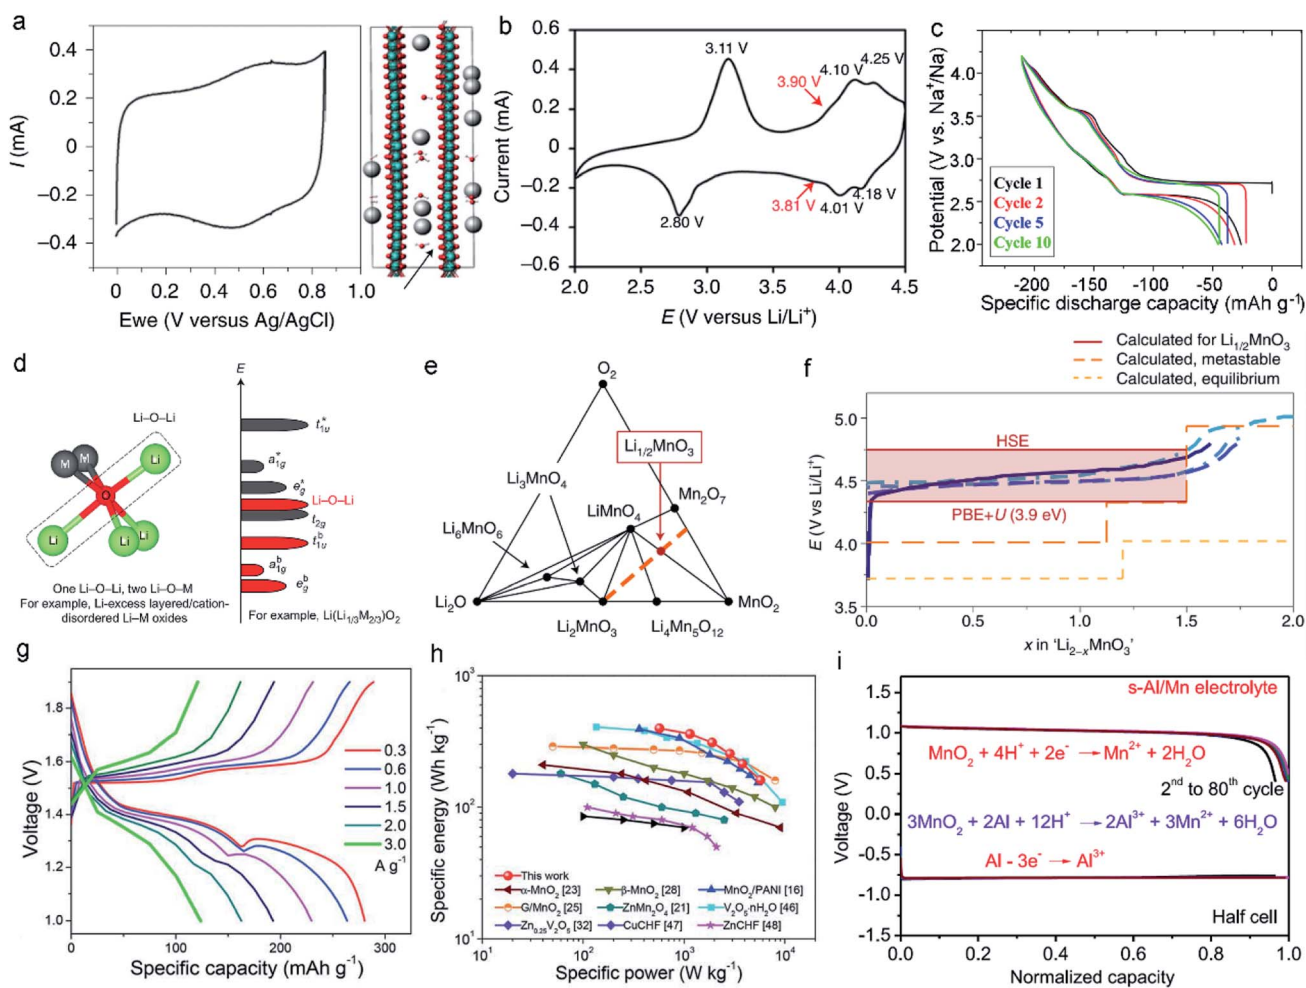 a
0.4
0.2
0
−0.2
−0.4
I (mA)
0
0.2
0.4
0.6
0.8
1.0
Ewe (V versus Ag/AgCl)
b
0.6
0.4
0.2
0
−0.2
−0.4
−0.6
Current (mA)
3.11 V
3.90 V
4.10 V
4.25 V
2.80 V
3.81 V
4.01 V
4.18 V
2.0
2.5
3.0
3.5
4.0
4.5
E (V versus Li/Li⁺)
c
4.0
3.5
3.0
2.5
2.0
Potential (V vs. Na⁺/Na)
Cycle 1
Cycle 2
Cycle 5
Cycle 10
-200
-150
-100
-50
0
Specific discharge capacity (mAh g⁻¹)
d
Li–O–Li
M
M
Li
O
Li
Li
Li
One Li–O–Li, two Li–O–M
For example, Li-excess layered/cation-
disordered Li–M oxides
E
t*₁ᵤ
a*₁g
e*g
Li–O–Li
t₂g
tᵇ₁ᵤ
aᵇ₁g
eᵇg
For example, Li(Li₁/₃M₂/₃)O₂
e
O₂
Li₁/₂MnO₃
Li₃MnO₄
Mn₂O₇
LiMnO₄
Li₆MnO₆
Li₂O
MnO₂
Li₂MnO₃
Li₄Mn₅O₁₂
f
Calculated for Li₁/₂MnO₃
Calculated, metastable
Calculated, equilibrium
5.0
4.5
4.0
3.5
E (V vs Li/Li⁺)
HSE
PBE+U (3.9 eV)
0.0
0.5
1.0
1.5
2.0
x in ‘Li₂₋ₓMnO₃’
g
1.8
1.6
1.4
1.2
1.0
Voltage (V)
0.3
0.6
1.0
1.5
2.0
3.0
A g⁻¹
0
100
200
300
Specific capacity (mAh g⁻¹)
h
10³
10²
10¹
Specific energy (Wh kg⁻¹)
This work
α-MnO₂ [23]
β-MnO₂ [28]
MnO₂/PANI [16]
G/MnO₂ [25]
ZnMn₂O₄ [21]
V₂O₅·nH₂O [46]
Zn₀.₂₅V₂O₅ [32]
CuCHF [47]
ZnCHF [48]
10¹
10²
10³
10⁴
Specific power (W kg⁻¹)
i
1.5
1.0
0.5
0.0
-0.5
-1.0
-1.5
Voltage (V)
s-Al/Mn electrolyte
MnO₂ + 4H⁺ + 2e⁻ → Mn²⁺ + 2H₂O
2ⁿᵈ to 80ᵗʰ cycle
3MnO₂ + 2Al + 12H⁺ → 2Al³⁺ + 3Mn²⁺ + 6H₂O
Al - 3e⁻ → Al³⁺
Half cell
0.0
0.2
0.4
0.6
0.8
1.0
Normalized capacity